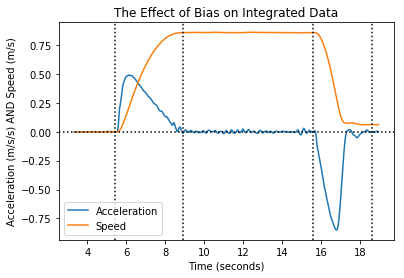 The Effect of Bias on Integrated Data
Acceleration (m/s/s) AND Speed (m/s)
0.75
0.50
0.25
0.00
−0.25
−0.50
−0.75
Acceleration
Speed
4 6 8 10 12 14 16 18
Time (seconds)